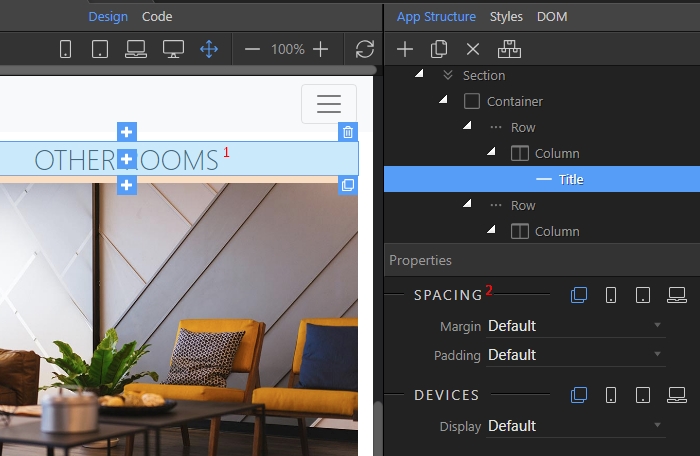 Design Code
App Structure Styles DOM
100%
Section
Container
Row
Column
Title
Row
Column
OTHER ROOMS 1
Properties
SPACING 2
Margin Default
Padding Default
DEVICES
Display Default